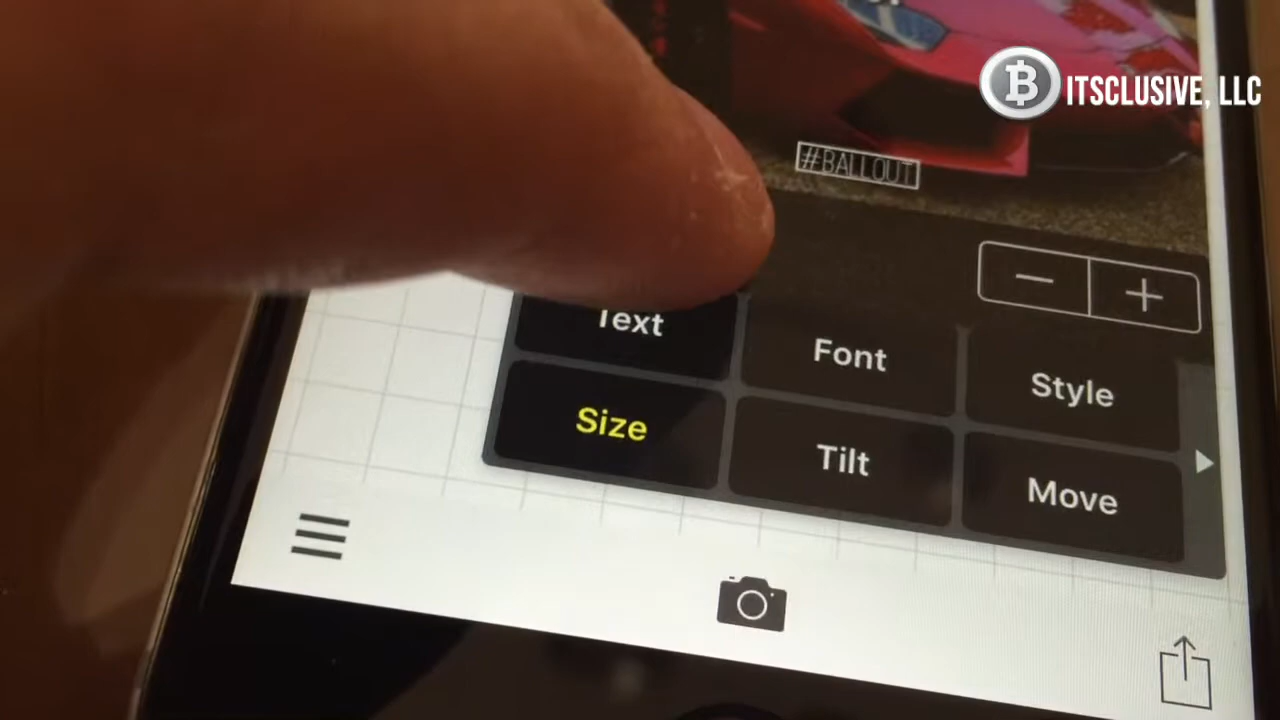 ITSCLUSIVE, LLC
#BALLOUT
Text
Font
Style
Size
Tilt
Move